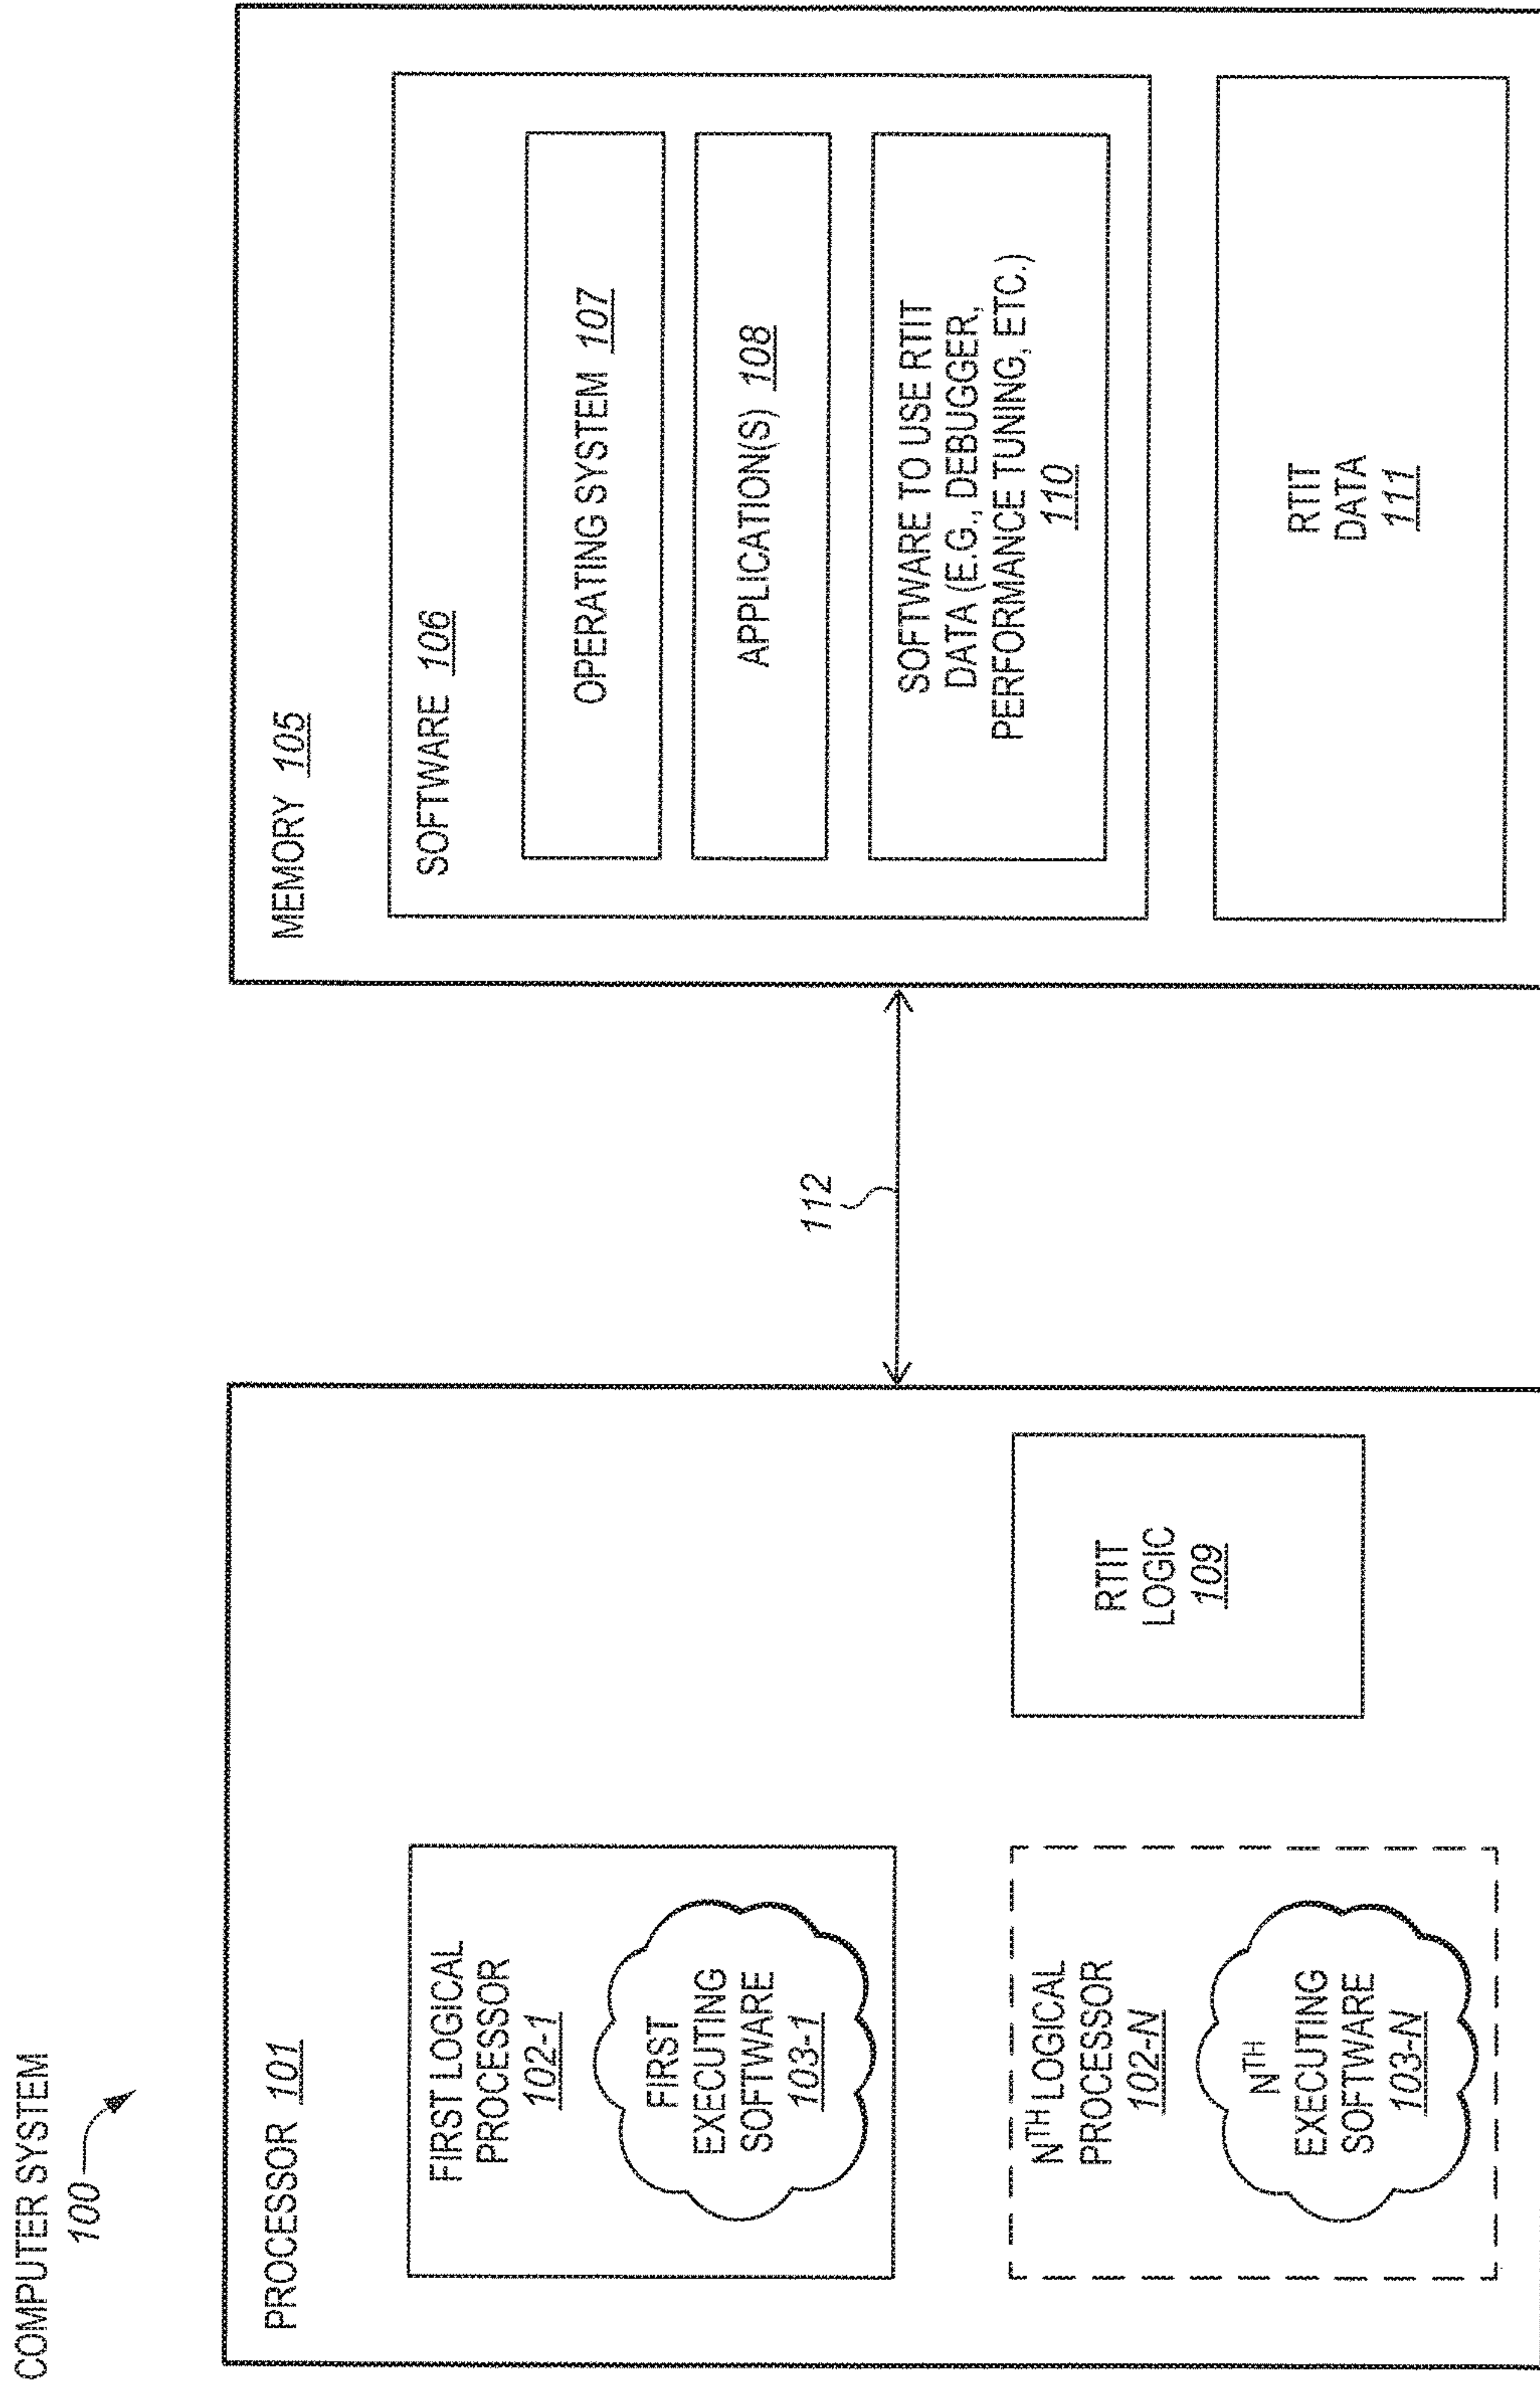 COMPUTER SYSTEM
100
PROCESSOR 101
FIRST LOGICAL
PROCESSOR
102-1
FIRST
EXECUTING
SOFTWARE
103-1
NTH LOGICAL
PROCESSOR
102-N
NTH
EXECUTING
SOFTWARE
103-N
RTIT
LOGIC
109
112
MEMORY 105
SOFTWARE 106
OPERATING SYSTEM 107
APPLICATION(S) 108
SOFTWARE TO USE RTIT
DATA (E.G., DEBUGGER,
PERFORMANCE TUNING, ETC.)
110
RTIT
DATA
111